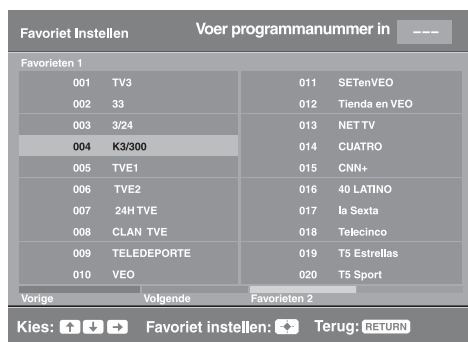 Favoriet Instellen Voer programmanummer in ---
Favorieten 1
001 TV3 011 SETenVEO
002 33 012 Tienda en VEO
003 3/24 013 NET TV
004 K3/300 014 CUATRO
005 TVE1 015 CNN+
006 TVE2 016 40 LATINO
007 24H TVE 017 la Sexta
008 CLAN TVE 018 Telecinco
009 TELEDEPORTE 019 T5 Estrellas
010 VEO 020 T5 Sport
Vorige Volgende Favorieten 2
Kies: ↑ ↓ → Favoriet instellen: Terug: RETURN